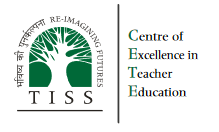 भविष्य की पुनर्कल्पना
RE-IMAGINING FUTURES
TISS
Centre of
Excellence in
Teacher
Education